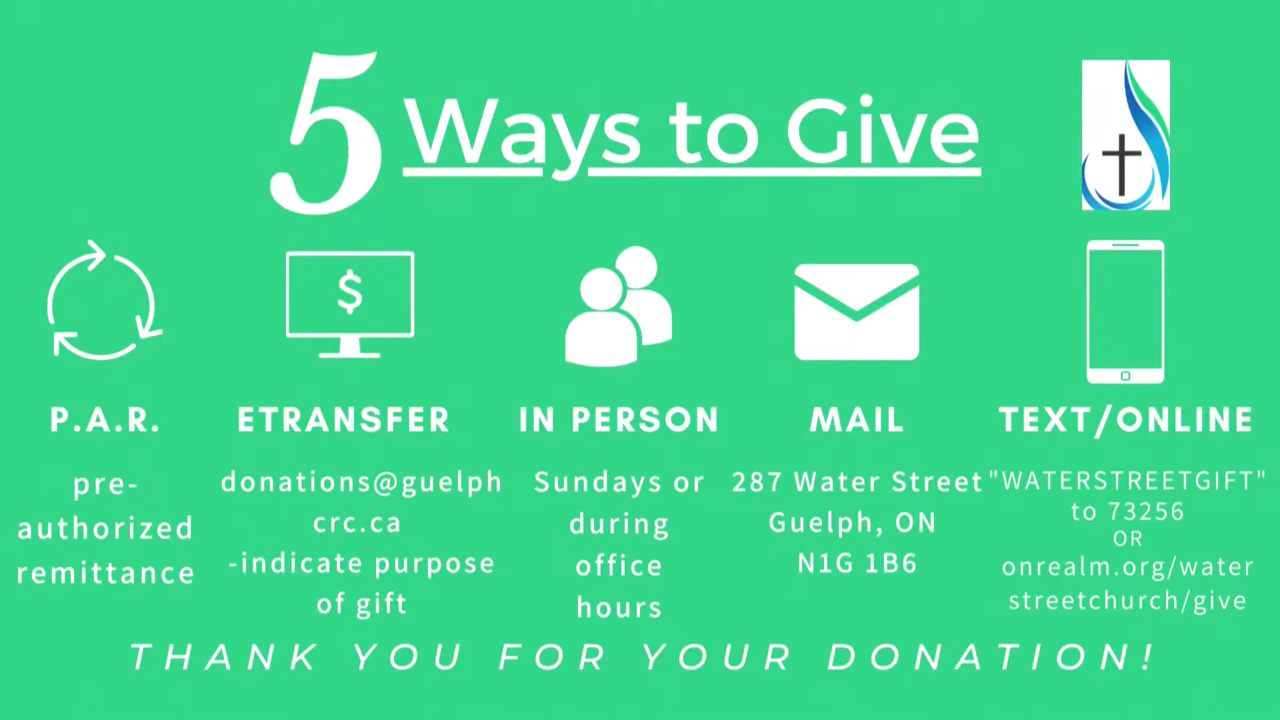 5 Ways to Give
$
P.A.R.
pre-
authorized
remittance
ETRANSFER
donations@guelph
crc.ca
-indicate purpose
of gift
IN PERSON
Sundays or
during
office
hours
MAIL
287 Water Street
Guelph, ON
N1G 1B6
TEXT/ONLINE
"WATERSTREETGIFT"
to 73256
OR
onrealm.org/water
streetchurch/give
THANK YOU FOR YOUR DONATION!